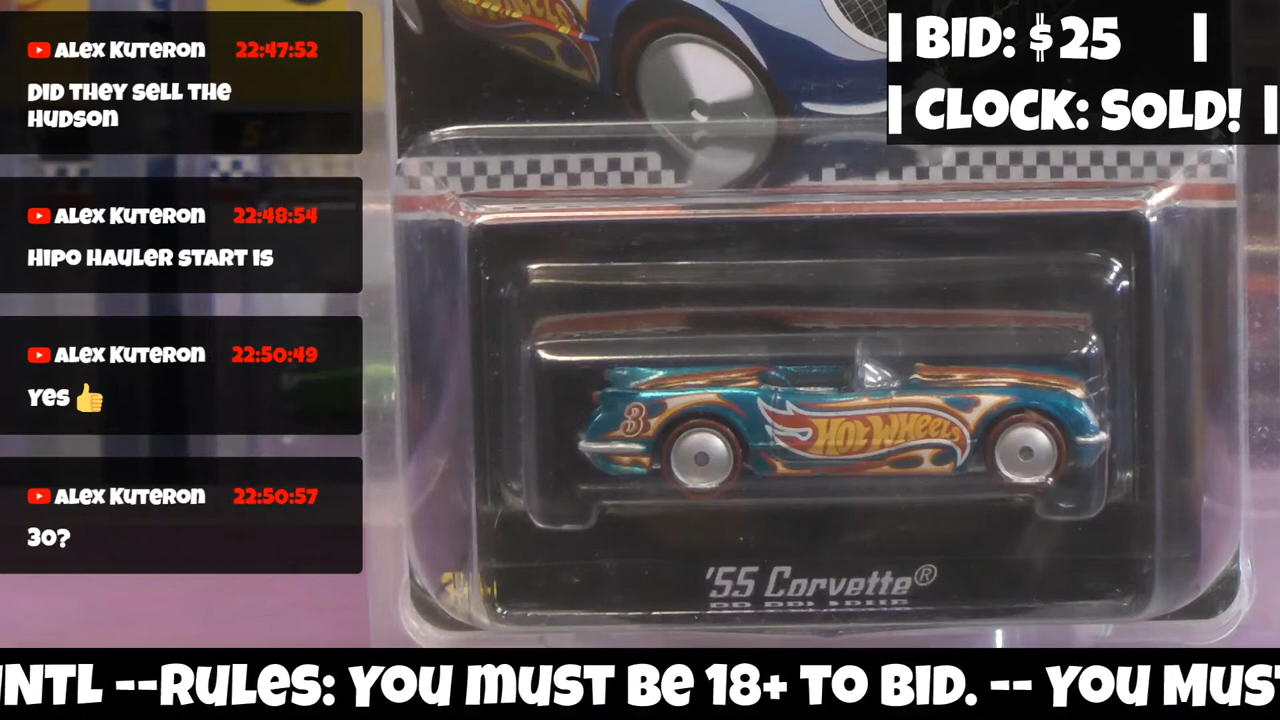 Alex Kuteron 22:47:52
DID THEY SELL THE
HUDSON
Alex Kuteron 22:48:54
HIPO HAULER START IS
Alex Kuteron 22:50:49
yes 👍
Alex Kuteron 22:50:57
30?
| BID: $25 |
| CLOCK: SOLD! |
3
HOT WHEELS
'55 Corvette®
INTL --RULES: YOU MUST BE 18+ TO BID. -- YOU MUST